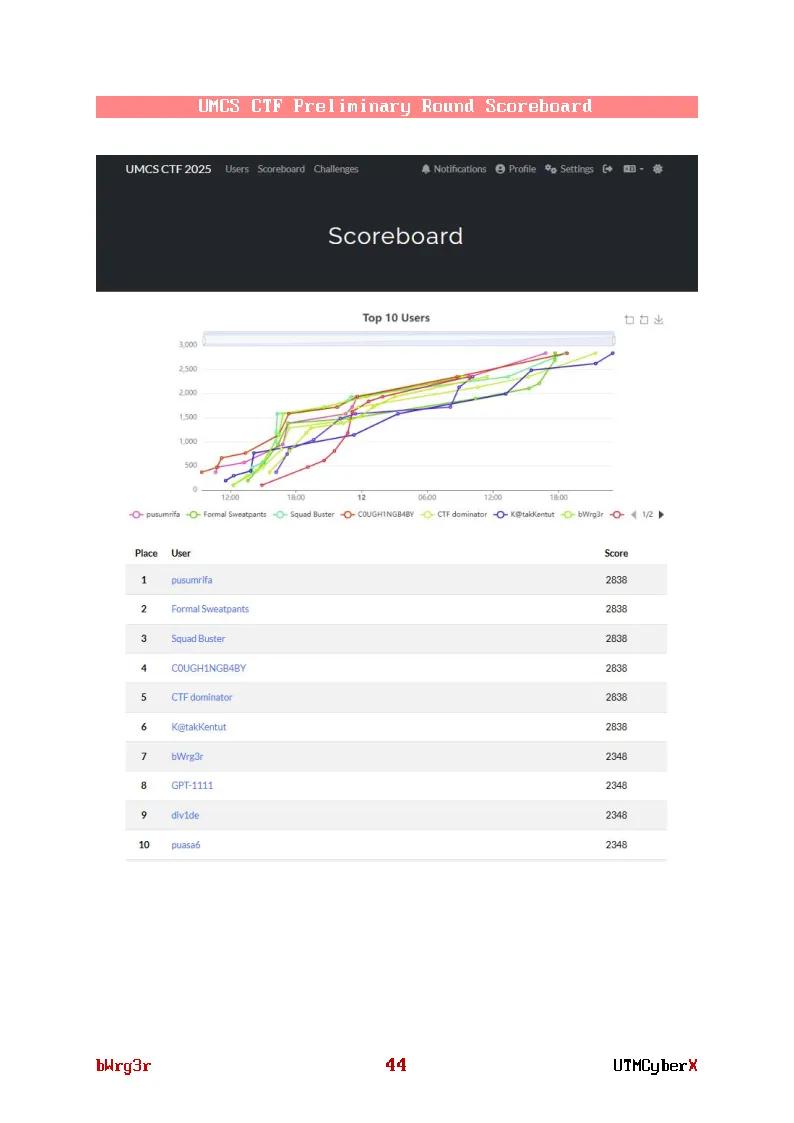 UMCS CTF Preliminary Round Scoreboard
UMCS CTF 2025 Users Scoreboard Challenges Notifications Profile Settings
Scoreboard
Top 10 Users
3,000
2,500
2,000
1,500
1,000
500
0
12:00 18:00 12 06:00 12:00 18:00
pusumrifa Formal Sweatpants Squad Buster C0UGH1NGB4BY CTF dominator K@takKentut bWrg3r 1/2
Place User Score
1 pusumrifa 2838
2 Formal Sweatpants 2838
3 Squad Buster 2838
4 C0UGH1NGB4BY 2838
5 CTF dominator 2838
6 K@takKentut 2838
7 bWrg3r 2348
8 GPT-1111 2348
9 div1de 2348
10 puasa6 2348
bWrg3r 44 UTMCyberX